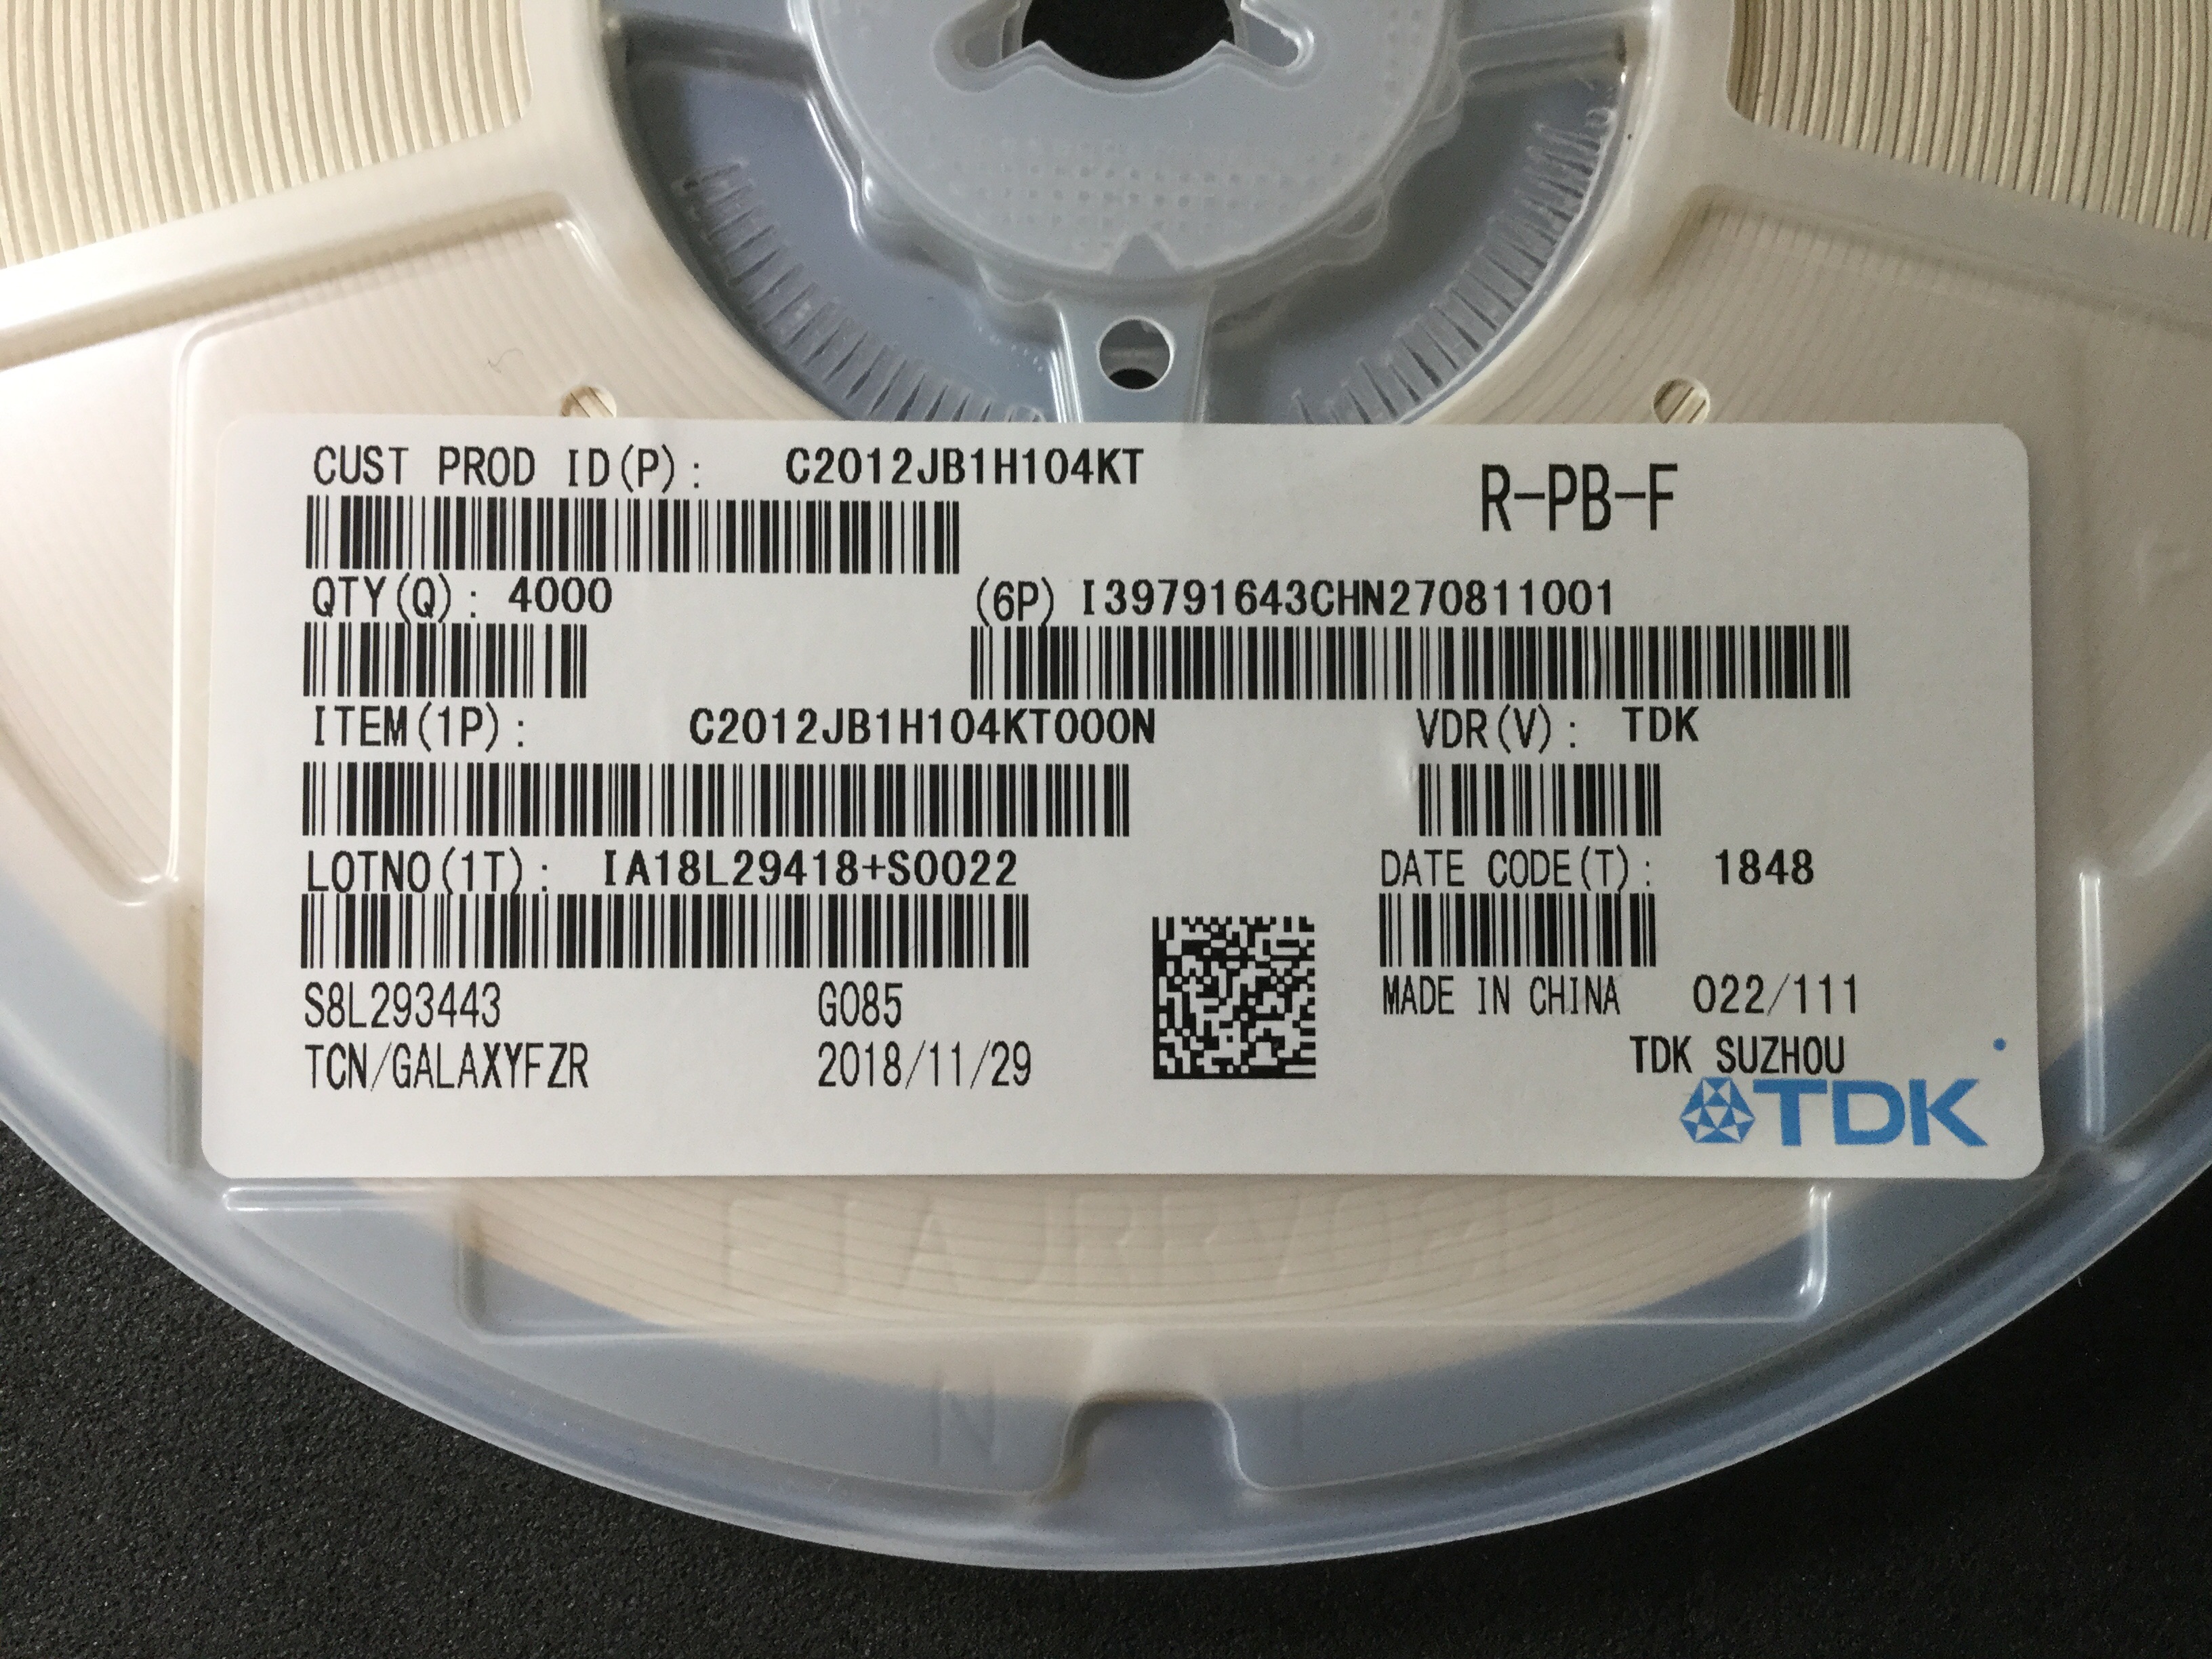 CUST PROD ID(P): C2012JB1H104KT
R-PB-F
QTY(Q): 4000
(6P) I39791643CHN270811001
ITEM(1P): C2012JB1H104KT000N
VDR(V): TDK
LOTNO(1T): IA18L29418+S0022
DATE CODE(T): 1848
S8L293443 G085
MADE IN CHINA 022/111
TCN/GALAXYFZR 2018/11/29
TDK SUZHOU
TDK